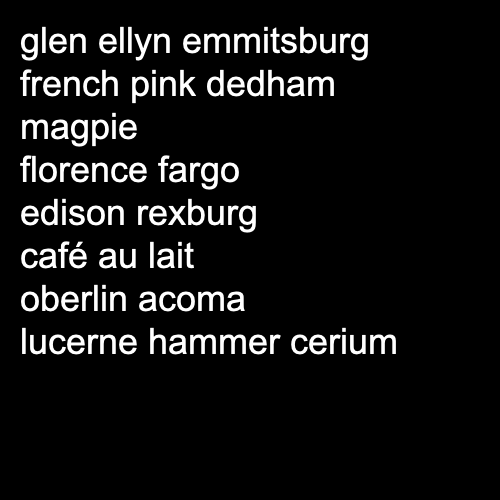 glen ellyn emmitsburg
french pink dedham
magpie
florence fargo
edison rexburg
café au lait
oberlin acoma
lucerne hammer cerium